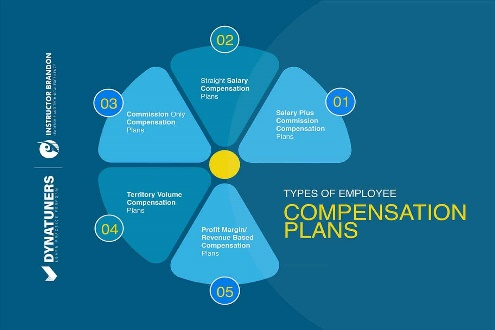 02
Straight Salary
Compensation
Plans
03
Commission Only
Compensation
Plans
01
Salary Plus
Commission
Compensation
Plans
Territory Volume
Compensation
Plans
04
Profit Margin/
Revenue Based
Compensation
Plans
05
TYPES OF EMPLOYEE
COMPENSATION
PLANS
INSTRUCTOR BRANDON
DYNATUNERS